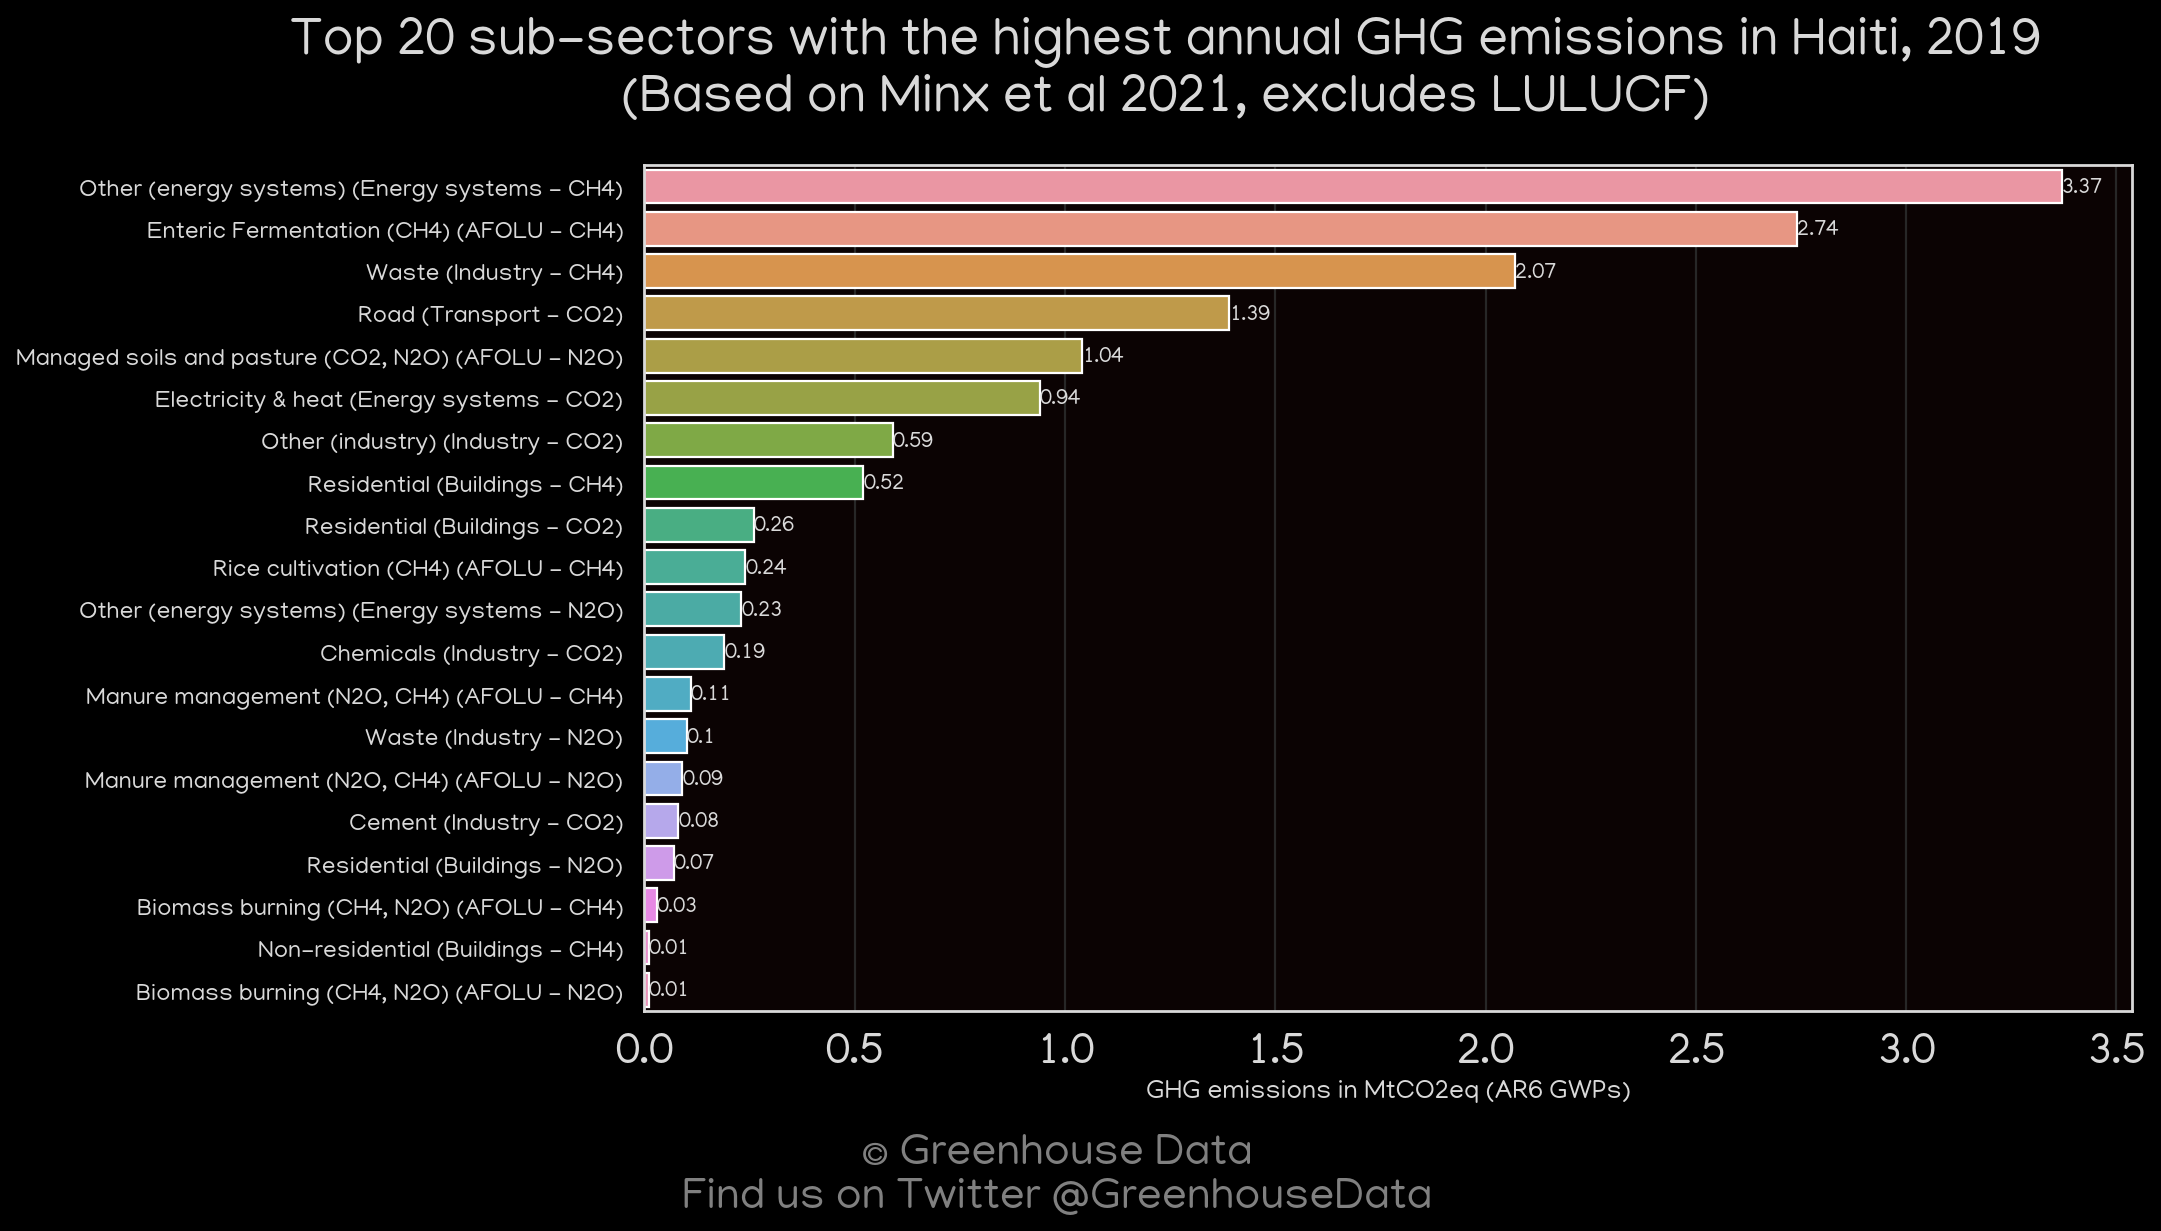 Top 20 sub-sectors with the highest annual GHG emissions in Haiti, 2019
(Based on Minx et al 2021, excludes LULUCF)
Other (energy systems) (Energy systems - CH4) 3.37
Enteric Fermentation (CH4) (AFOLU - CH4) 2.74
Waste (Industry - CH4) 2.07
Road (Transport - CO2) 1.39
Managed soils and pasture (CO2, N2O) (AFOLU - N2O) 1.04
Electricity & heat (Energy systems - CO2) 0.94
Other (industry) (Industry - CO2) 0.59
Residential (Buildings - CH4) 0.52
Residential (Buildings - CO2) 0.26
Rice cultivation (CH4) (AFOLU - CH4) 0.24
Other (energy systems) (Energy systems - N2O) 0.23
Chemicals (Industry - CO2) 0.19
Manure management (N2O, CH4) (AFOLU - CH4) 0.11
Waste (Industry - N2O) 0.1
Manure management (N2O, CH4) (AFOLU - N2O) 0.09
Cement (Industry - CO2) 0.08
Residential (Buildings - N2O) 0.07
Biomass burning (CH4, N2O) (AFOLU - CH4) 0.03
Non-residential (Buildings - CH4) 0.01
Biomass burning (CH4, N2O) (AFOLU - N2O) 0.01
0.0 0.5 1.0 1.5 2.0 2.5 3.0 3.5
GHG emissions in MtCO2eq (AR6 GWPs)
© Greenhouse Data
Find us on Twitter @GreenhouseData